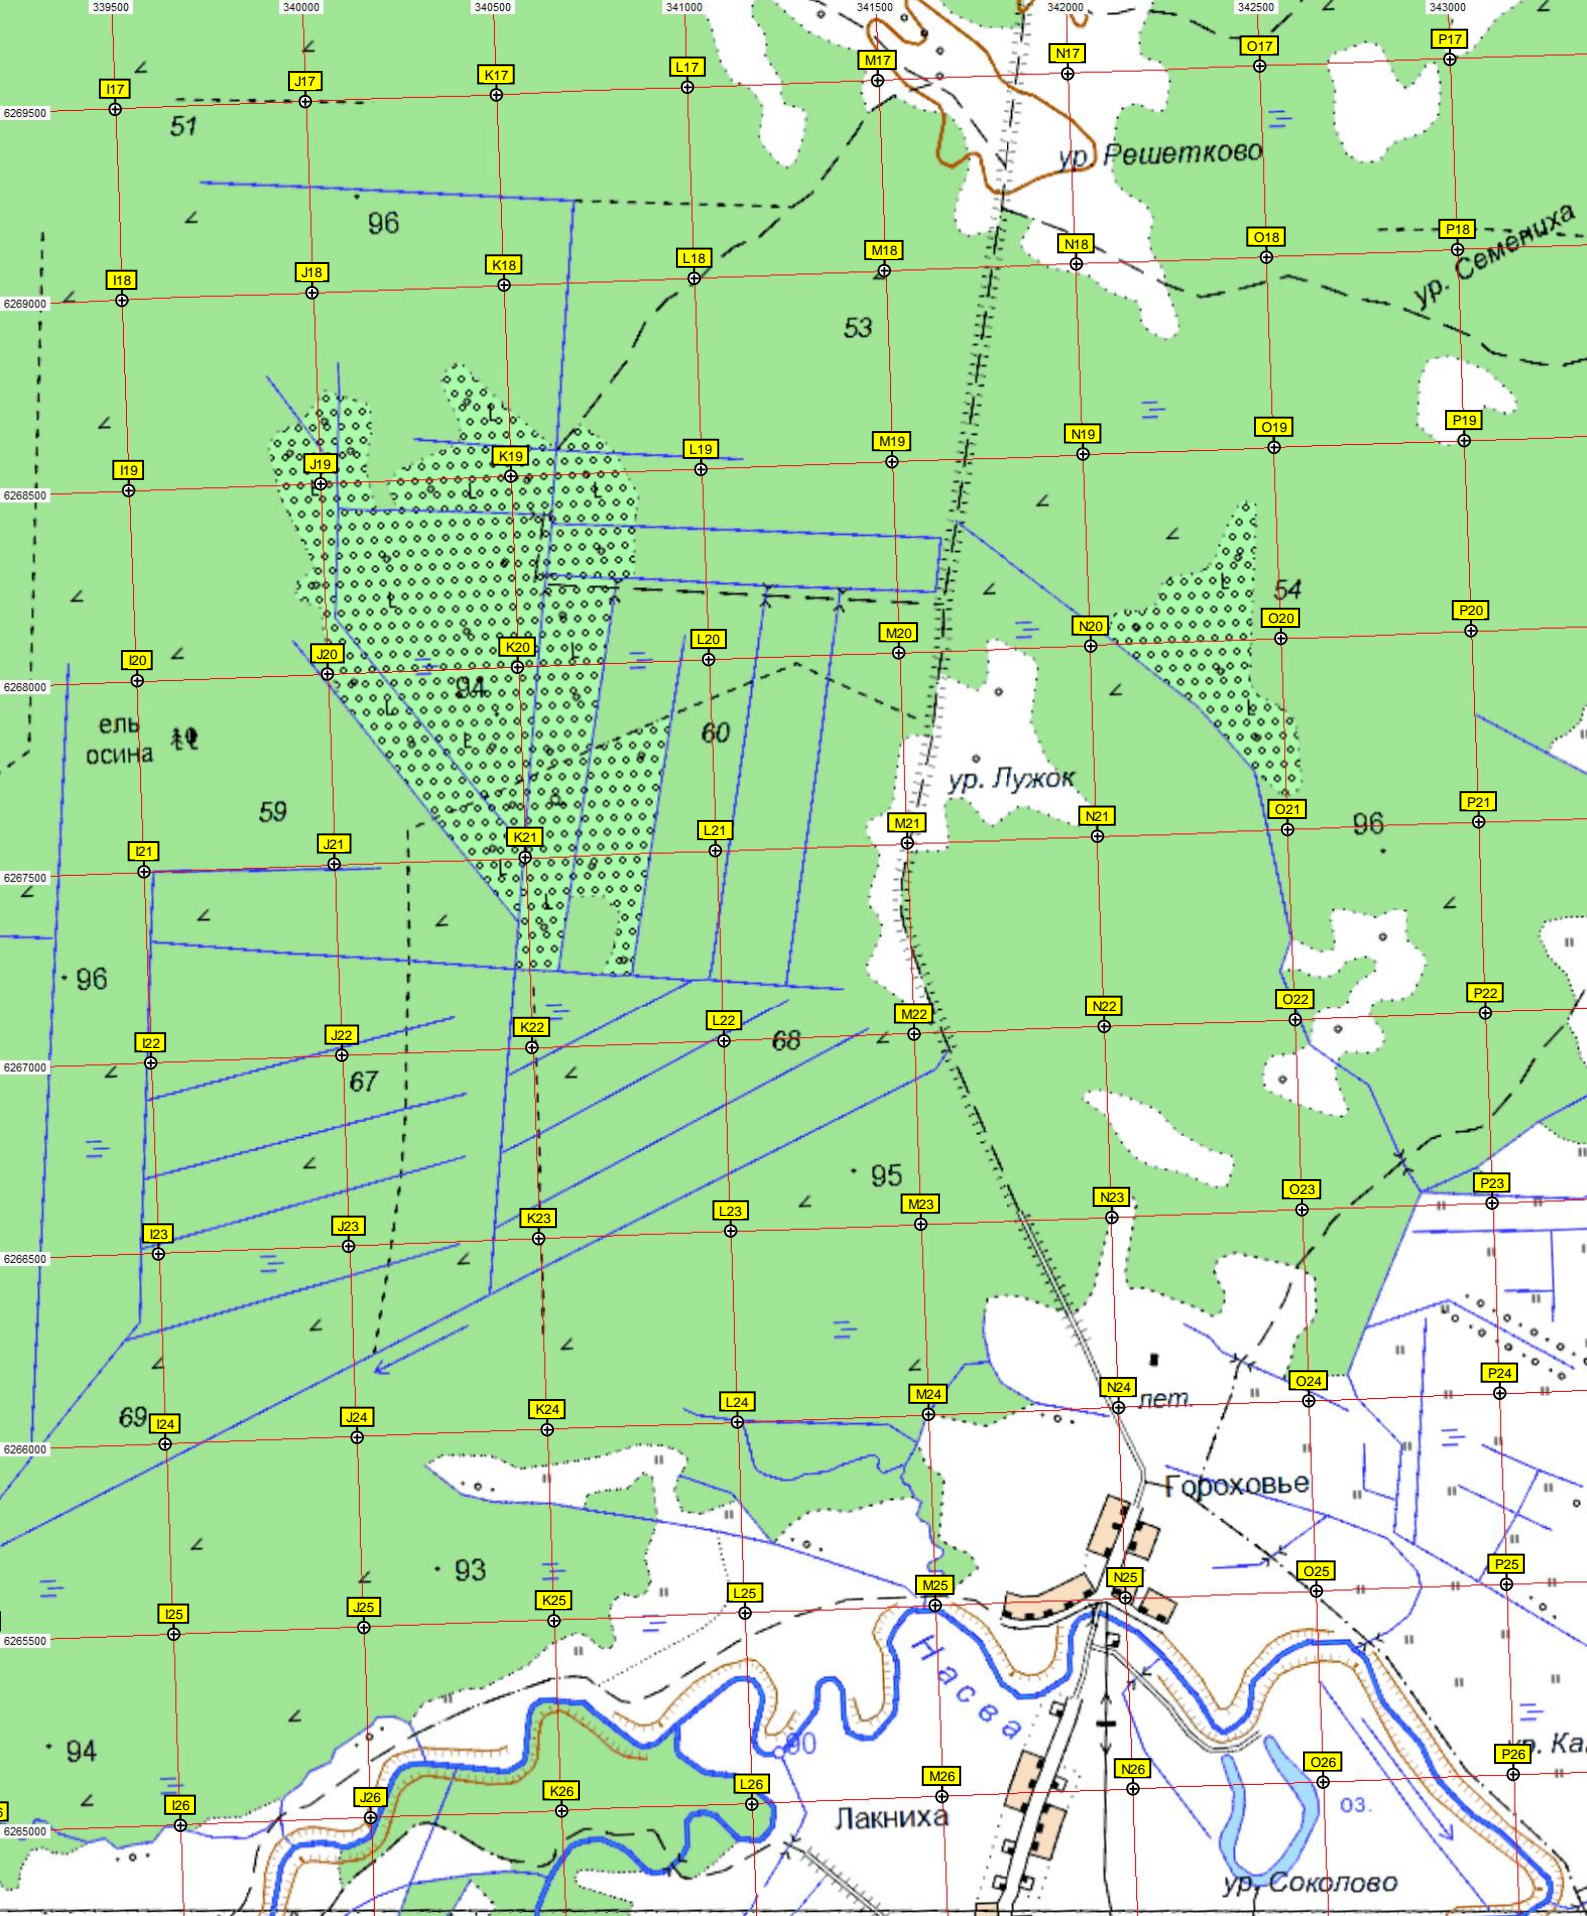 339500 340000 340500 341000 341500 342000 342500 343000
I17 J17 K17 L17 M17 N17 O17 P17
6269500
51
ур. Решетково
96
ур. Семениха
I18 J18 K18 L18 M18 N18 O18 P18
6269000
53
I19 J19 K19 L19 M19 N19 O19 P19
6268500
54
I20 J20 K20 L20 M20 N20 O20 P20
6268000
94
ель
осина
60
ур. Лужок
59
96
I21 J21 K21 L21 M21 N21 O21 P21
6267500
96
I22 J22 K22 L22 M22 N22 O22 P22
68
6267000
67
95
I23 J23 K23 L23 M23 N23 O23 P23
6266500
I24 J24 K24 L24 M24 N24 O24 P24
69
лет.
6266000
Гороховье
93
I25 J25 K25 L25 M25 N25 O25 P25
6265500
Насва
94
90
ур. Ка
I26 J26 K26 L26 M26 N26 O26 P26
Лакниха
оз.
6265000
ур. Соколово